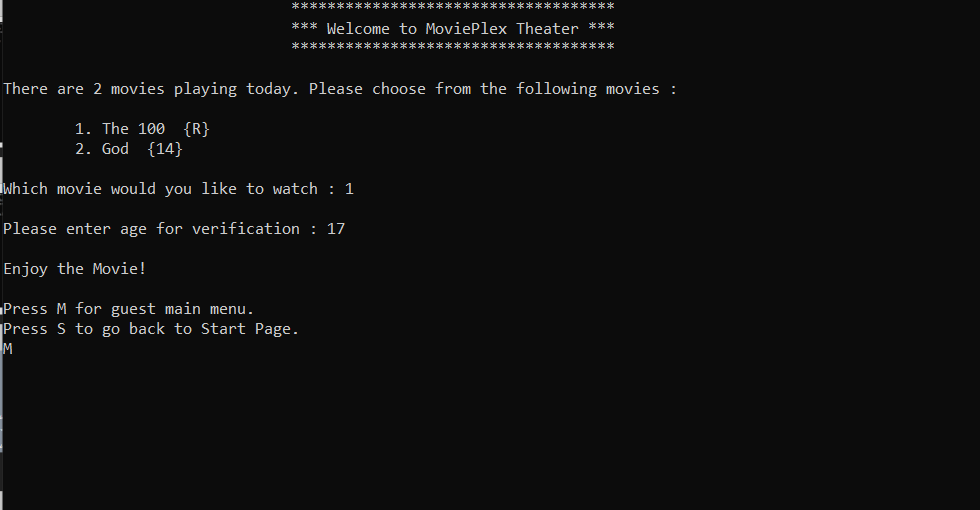 ************************************
*** Welcome to MoviePlex Theater ***
************************************
There are 2 movies playing today. Please choose from the following movies :
1. The 100  {R}
2. God  {14}
Which movie would you like to watch : 1
Please enter age for verification : 17
Enjoy the Movie!
Press M for guest main menu.
Press S to go back to Start Page.
M